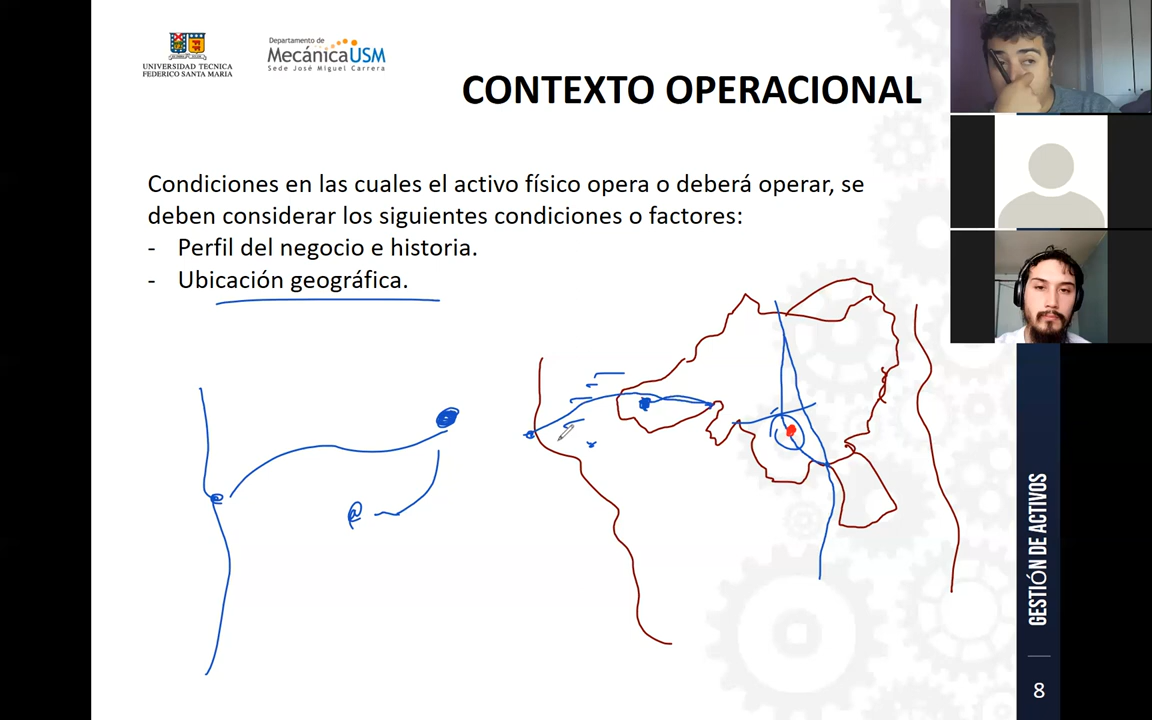 UNIVERSIDAD TECNICA
FEDERICO SANTA MARIA
Departamento de
MecánicaUSM
Sede José Miguel Carrera
CONTEXTO OPERACIONAL
Condiciones en las cuales el activo físico opera o deberá operar, se
deben considerar los siguientes condiciones o factores:
- Perfil del negocio e historia.
- Ubicación geográfica.
@
GESTIÓN DE ACTIVOS
8